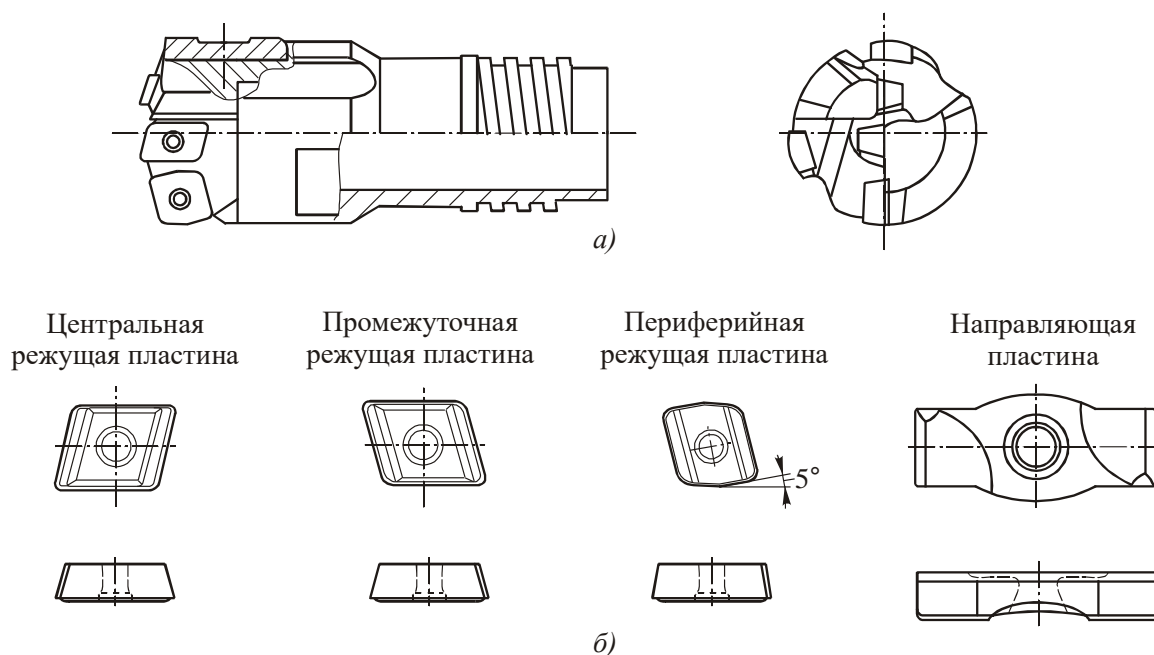 а)
Центральная
режущая пластина
Промежуточная
режущая пластина
Периферийная
режущая пластина
Направляющая
пластина
5°
б)